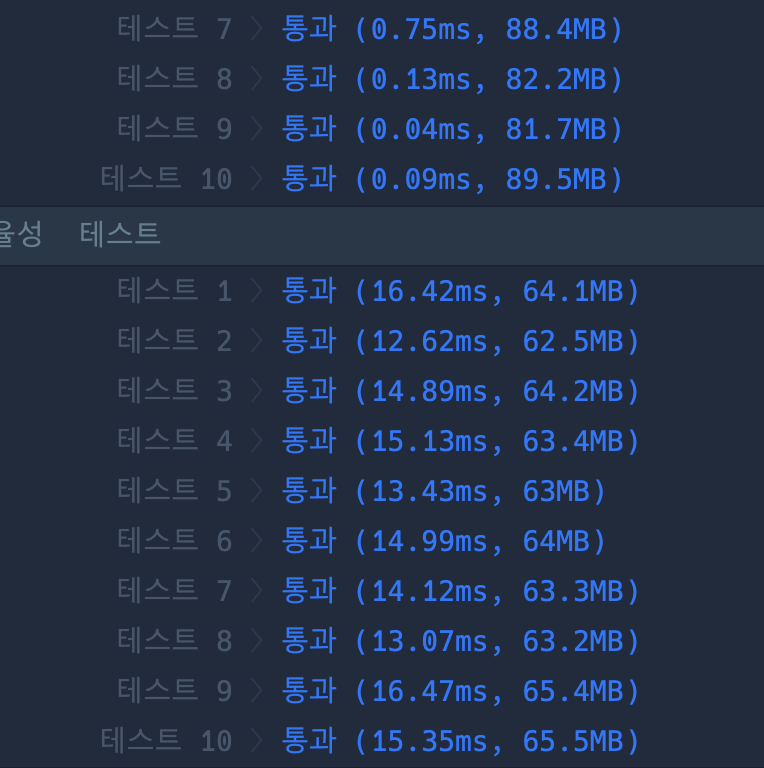 테스트 7 〉 통과 (0.75ms, 88.4MB)
테스트 8 〉 통과 (0.13ms, 82.2MB)
테스트 9 〉 통과 (0.04ms, 81.7MB)
테스트 10 〉 통과 (0.09ms, 89.5MB)
율성 테스트
테스트 1 〉 통과 (16.42ms, 64.1MB)
테스트 2 〉 통과 (12.62ms, 62.5MB)
테스트 3 〉 통과 (14.89ms, 64.2MB)
테스트 4 〉 통과 (15.13ms, 63.4MB)
테스트 5 〉 통과 (13.43ms, 63MB)
테스트 6 〉 통과 (14.99ms, 64MB)
테스트 7 〉 통과 (14.12ms, 63.3MB)
테스트 8 〉 통과 (13.07ms, 63.2MB)
테스트 9 〉 통과 (16.47ms, 65.4MB)
테스트 10 〉 통과 (15.35ms, 65.5MB)